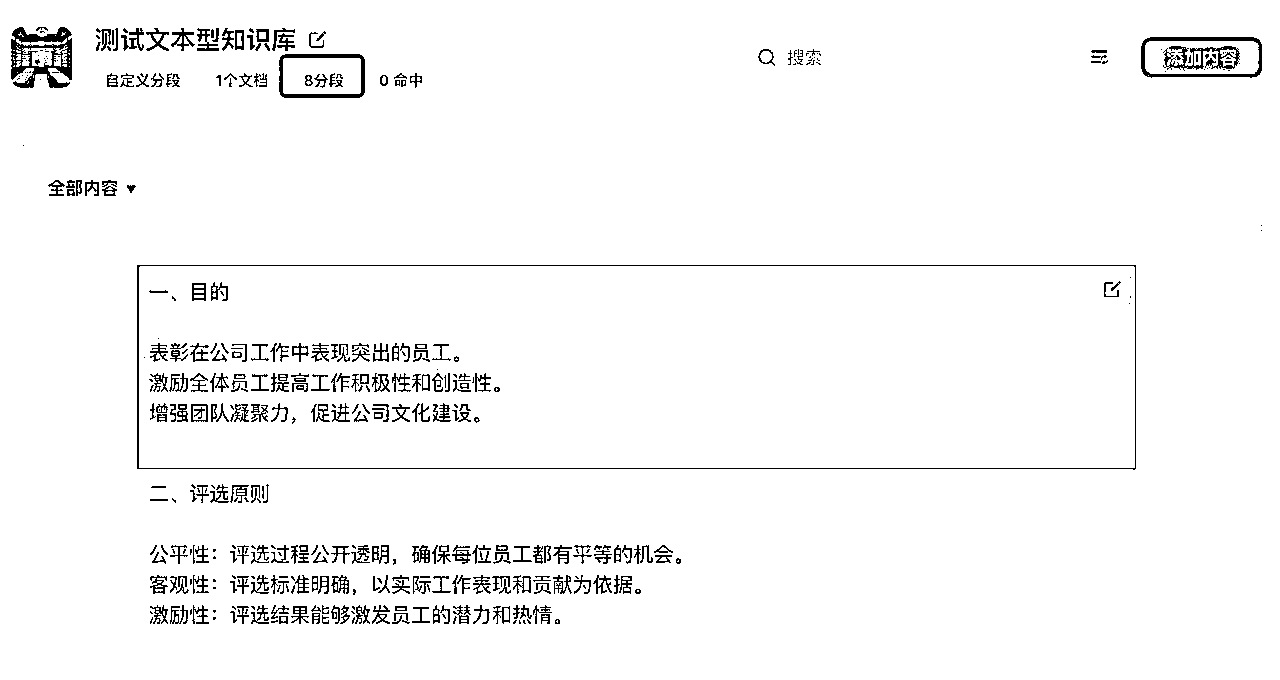 测试文本型知识库
自定义分段 1个文档 8分段 0 命中
搜索
添加内容
全部内容 ▼
一、目的
表彰在公司工作中表现突出的员工。
激励全体员工提高工作积极性和创造性。
增强团队凝聚力，促进公司文化建设。
二、评选原则
公平性：评选过程公开透明，确保每位员工都有平等的机会。
客观性：评选标准明确，以实际工作表现和贡献为依据。
激励性：评选结果能够激发员工的潜力和热情。